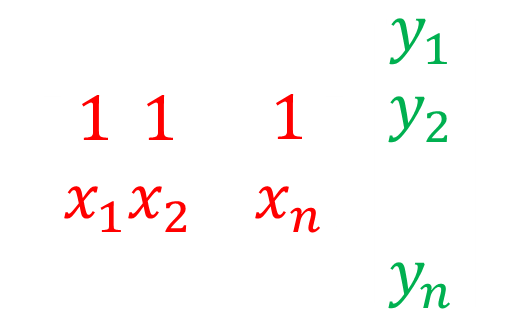 y₁
1 1 1 y₂
x₁ x₂ xₙ
yₙ